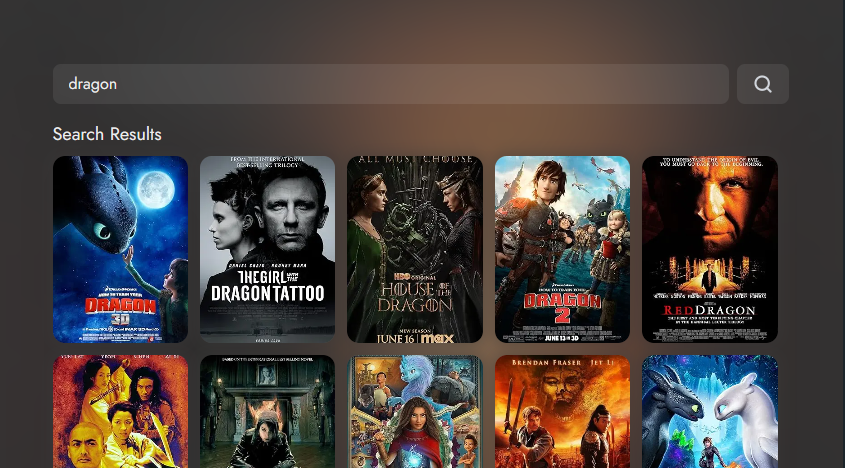 dragon
Search Results
FROM THE INTERNATIONAL
BEST-SELLING TRILOGY
DANIEL CRAIG ROONEY MARA
THE GIRL WITH THE
DRAGON TATTOO
ALL MUST CHOOSE
HBO ORIGINAL
HOUSE OF THE
DRAGON
NEW SEASON
JUNE 16 max
HOW TO TRAIN YOUR
DRAGON
3D
HOW TO TRAIN YOUR
DRAGON
2
JUNE 13 IN 3D
TO UNDERSTAND THE ORIGIN OF EVIL,
YOU MUST GO BACK TO THE BEGINNING.
RED DRAGON
BRENDAN FRASER JET LI